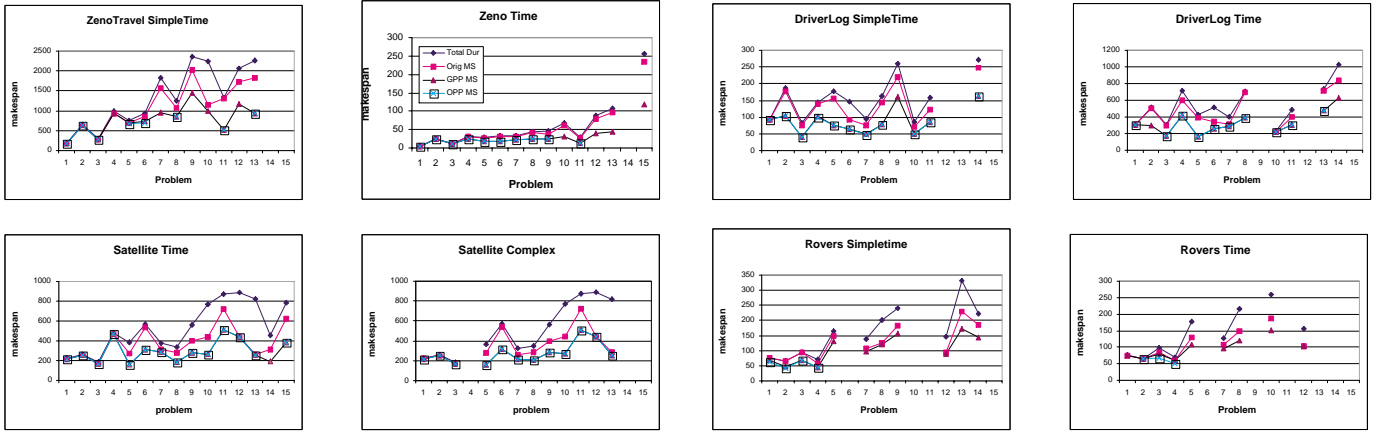 ZenoTravel SimpleTime
makespan
2500
2000
1500
1000
500
0
1 2 3 4 5 6 7 8 9 10 11 12 13 14 15
Problem
Zeno Time
makespan
300
250
200
150
100
50
0
Total Dur
Orig MS
GPP MS
OPP MS
1 2 3 4 5 6 7 8 9 10 11 12 13 14 15
Problem
DriverLog SimpleTime
makespan
300
250
200
150
100
50
0
1 2 3 4 5 6 7 8 9 10 11 12 13 14 15
Problem
DriverLog Time
makespan
1200
1000
800
600
400
200
0
1 2 3 4 5 6 7 8 9 10 11 12 13 14 15
Problem
Satellite Time
makespan
1000
800
600
400
200
0
1 2 3 4 5 6 7 8 9 10 11 12 13 14 15
problem
Satellite Complex
makespan
1000
800
600
400
200
0
1 2 3 4 5 6 7 8 9 10 11 12 13 14 15
problem
Rovers Simpletime
makespan
350
300
250
200
150
100
50
0
1 2 3 4 5 6 7 8 9 10 11 12 13 14
Problem
Rovers Time
makespan
300
250
200
150
100
50
0
1 2 3 4 5 6 7 8 9 10 11 12 13 14
Problem